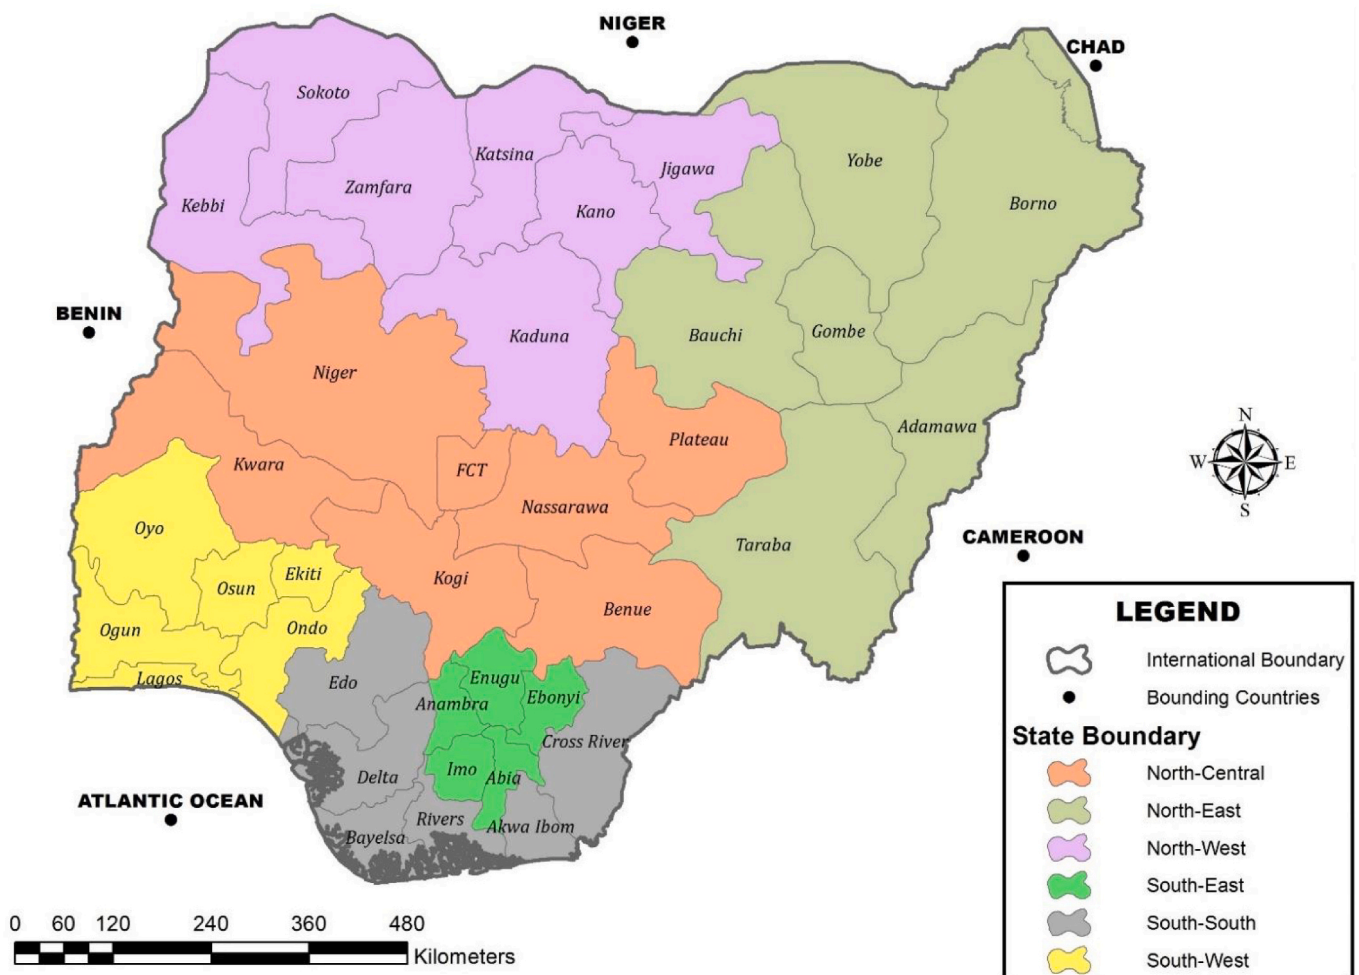 NIGER
CHAD
Sokoto
Katsina
Yobe
Jigawa
Zamfara
Kebbi
Kano
Borno
BENIN
Kaduna
Bauchi
Gombe
Niger
Adamawa
Plateau
Kwara
FCT
N
W E
S
Nassarawa
Oyo
Taraba
CAMEROON
Ekiti
Osun
Kogi
Benue
Ogun
Ondo
Lagos
Edo
Enugu
Anambra
Ebonyi
Cross River
Imo
Abia
Delta
ATLANTIC OCEAN
Rivers
Akwa Ibom
Bayelsa
LEGEND
International Boundary
Bounding Countries
State Boundary
North-Central
North-East
North-West
South-East
South-South
South-West
0 60 120 240 360 480
Kilometers